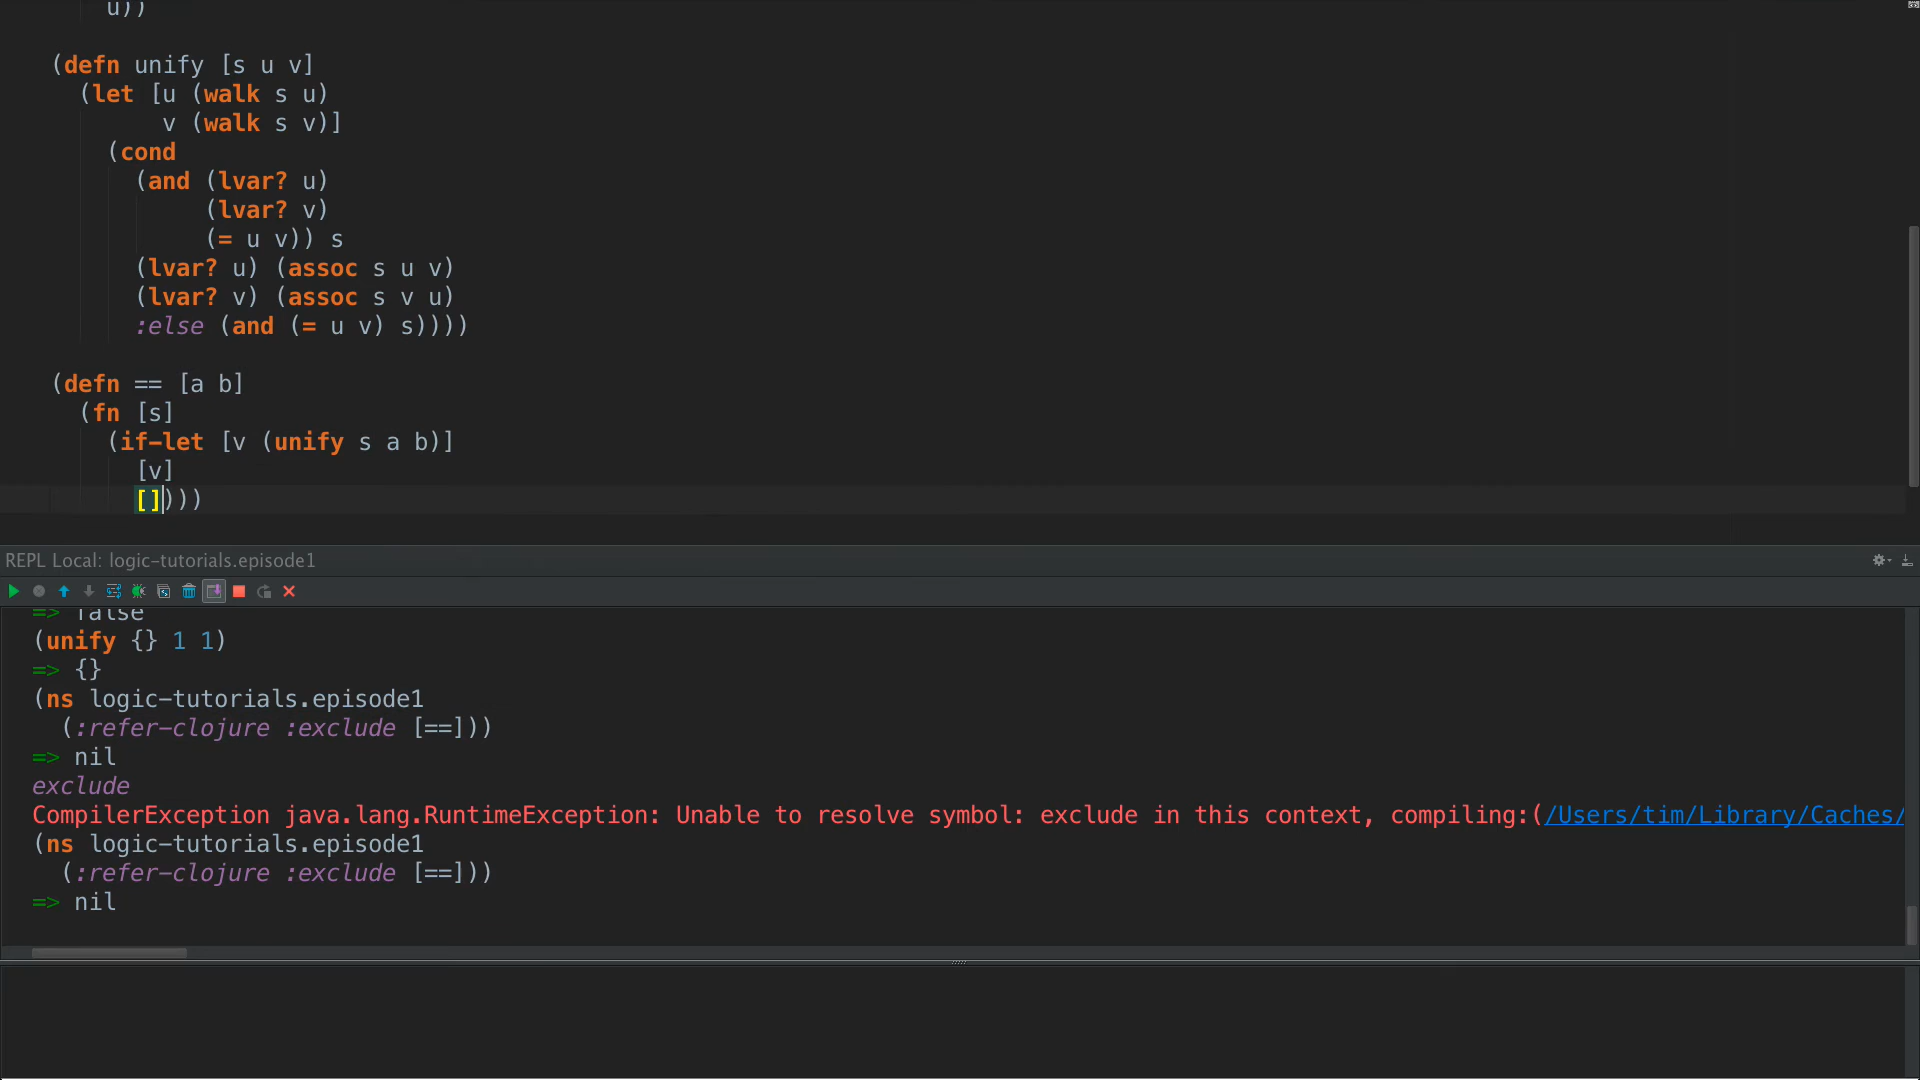 u))
(defn unify [s u v]
(let [u (walk s u)
v (walk s v)]
(cond
(and (lvar? u)
(lvar? v)
(= u v)) s
(lvar? u) (assoc s u v)
(lvar? v) (assoc s v u)
:else (and (= u v) s))))
(defn == [a b]
(fn [s]
(if-let [v (unify s a b)]
[v]
[])))
REPL Local: logic-tutorials.episode1
=> false
(unify {} 1 1)
=> {}
(ns logic-tutorials.episode1
(:refer-clojure :exclude [==]))
=> nil
exclude
CompilerException java.lang.RuntimeException: Unable to resolve symbol: exclude in this context, compiling:(/Users/tim/Library/Caches/
(ns logic-tutorials.episode1
(:refer-clojure :exclude [==]))
=> nil